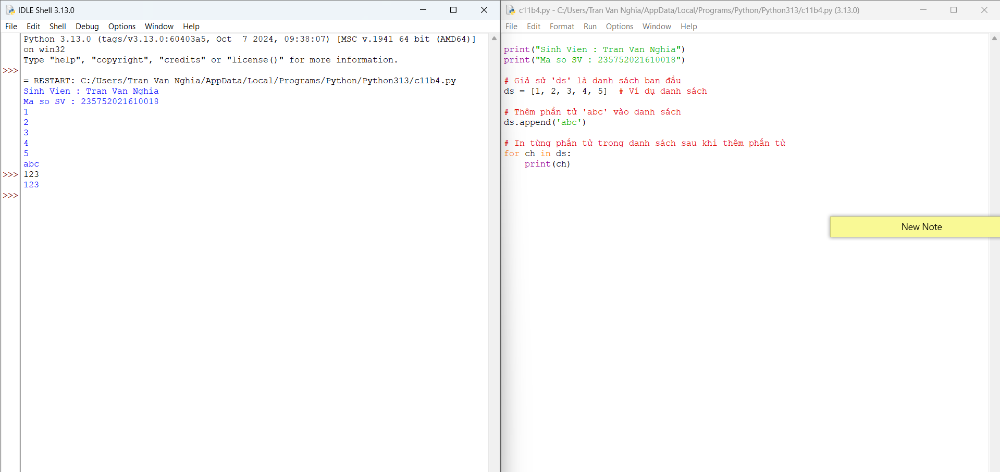 IDLE Shell 3.13.0
File Edit Shell Debug Options Window Help
Python 3.13.0 (tags/v3.13.0:60403a5, Oct  7 2024, 09:38:07) [MSC v.1941 64 bit (AMD64)]
on win32
Type "help", "copyright", "credits" or "license()" for more information.
>>>
= RESTART: C:/Users/Tran Van Nghia/AppData/Local/Programs/Python/Python313/c11b4.py
Sinh Vien : Tran Van Nghia
Ma so SV : 235752021610018
1
2
3
4
5
abc
>>> 123
123
>>>
c11b4.py - C:/Users/Tran Van Nghia/AppData/Local/Programs/Python/Python313/c11b4.py (3.13.0)
File Edit Format Run Options Window Help
print("Sinh Vien : Tran Van Nghia")
print("Ma so SV : 235752021610018")
# Giả sử 'ds' là danh sách ban đầu
ds = [1, 2, 3, 4, 5]  # Ví dụ danh sách
# Thêm phần tử 'abc' vào danh sách
ds.append('abc')
# In từng phần tử trong danh sách sau khi thêm phần tử
for ch in ds:
    print(ch)
New Note